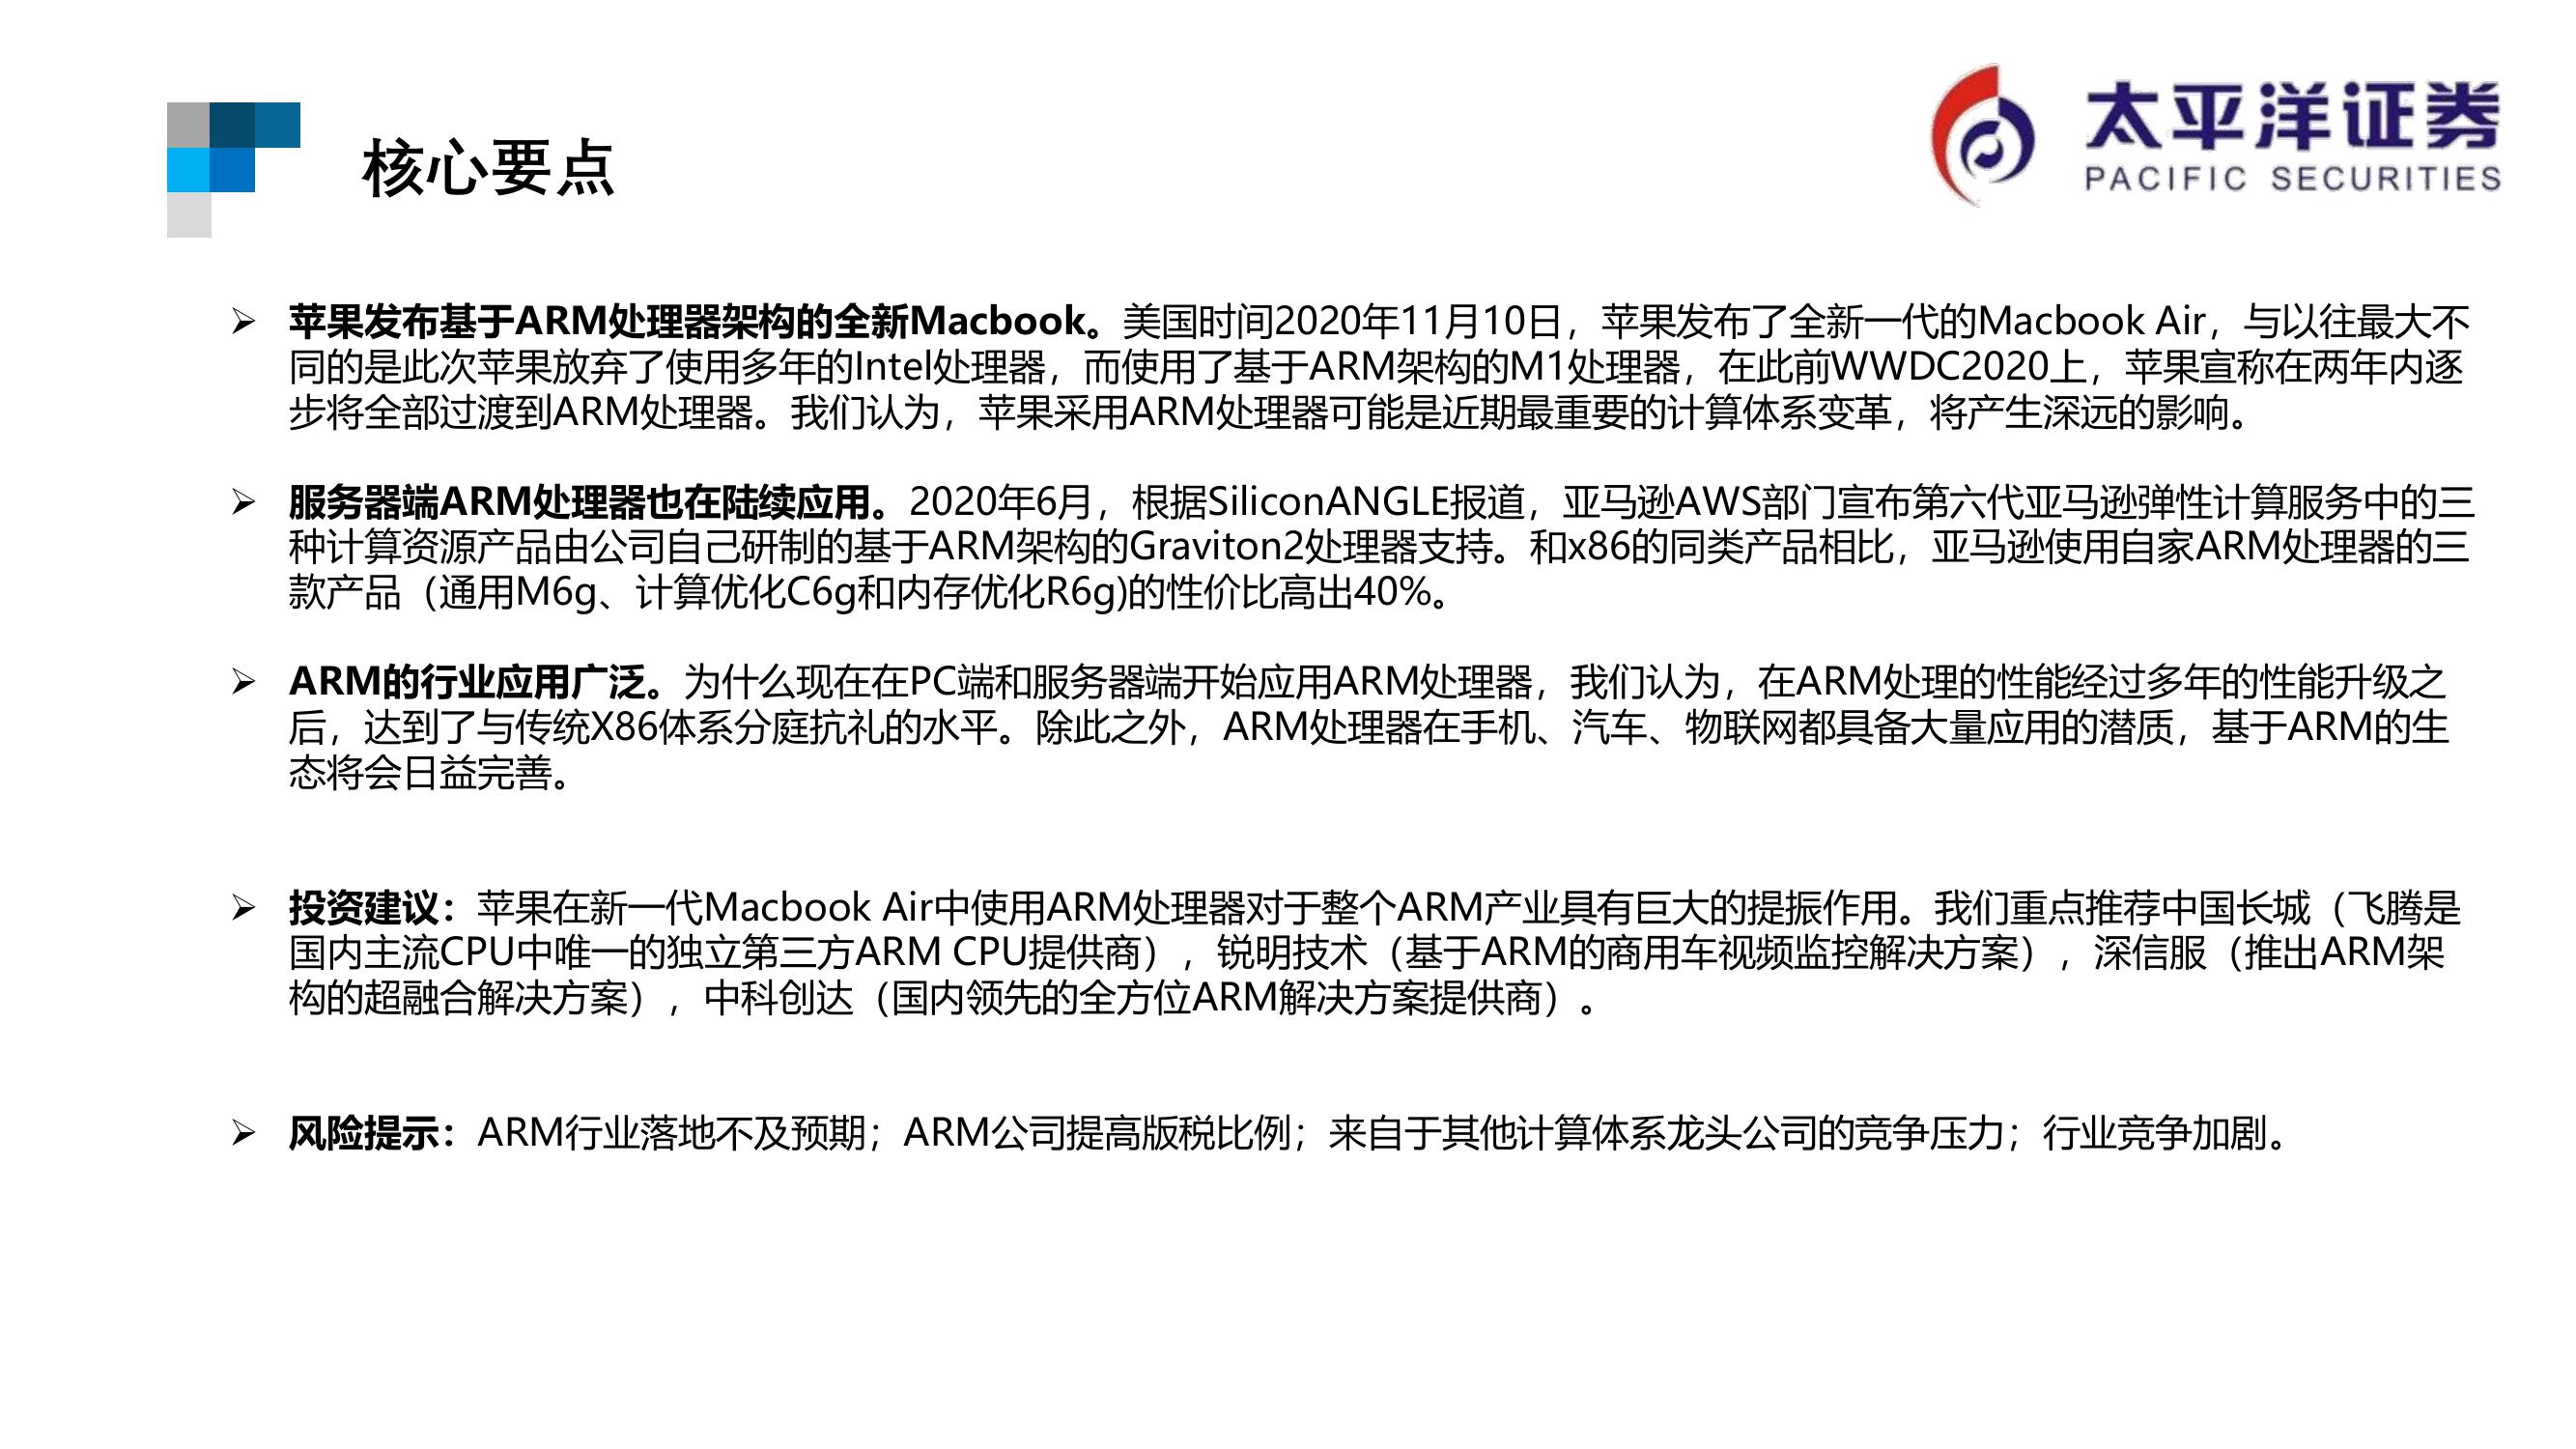 核心要点
太平洋证券
PACIFIC SECURITIES
➢ 苹果发布基于ARM处理器架构的全新Macbook。美国时间2020年11月10日，苹果发布了全新一代的Macbook Air，与以往最大不
同的是此次苹果放弃了使用多年的Intel处理器，而使用了基于ARM架构的M1处理器，在此前WWDC2020上，苹果宣称在两年内逐
步将全部过渡到ARM处理器。我们认为，苹果采用ARM处理器可能是近期最重要的计算体系变革，将产生深远的影响。
➢ 服务器端ARM处理器也在陆续应用。2020年6月，根据SiliconANGLE报道，亚马逊AWS部门宣布第六代亚马逊弹性计算服务中的三
种计算资源产品由公司自己研制的基于ARM架构的Graviton2处理器支持。和x86的同类产品相比，亚马逊使用自家ARM处理器的三
款产品（通用M6g、计算优化C6g和内存优化R6g)的性价比高出40%。
➢ ARM的行业应用广泛。为什么现在在PC端和服务器端开始应用ARM处理器，我们认为，在ARM处理的性能经过多年的性能升级之
后，达到了与传统X86体系分庭抗礼的水平。除此之外，ARM处理器在手机、汽车、物联网都具备大量应用的潜质，基于ARM的生
态将会日益完善。
➢ 投资建议：苹果在新一代Macbook Air中使用ARM处理器对于整个ARM产业具有巨大的提振作用。我们重点推荐中国长城（飞腾是
国内主流CPU中唯一的独立第三方ARM CPU提供商），锐明技术（基于ARM的商用车视频监控解决方案），深信服（推出ARM架
构的超融合解决方案），中科创达（国内领先的全方位ARM解决方案提供商）。
➢ 风险提示：ARM行业落地不及预期；ARM公司提高版税比例；来自于其他计算体系龙头公司的竞争压力；行业竞争加剧。